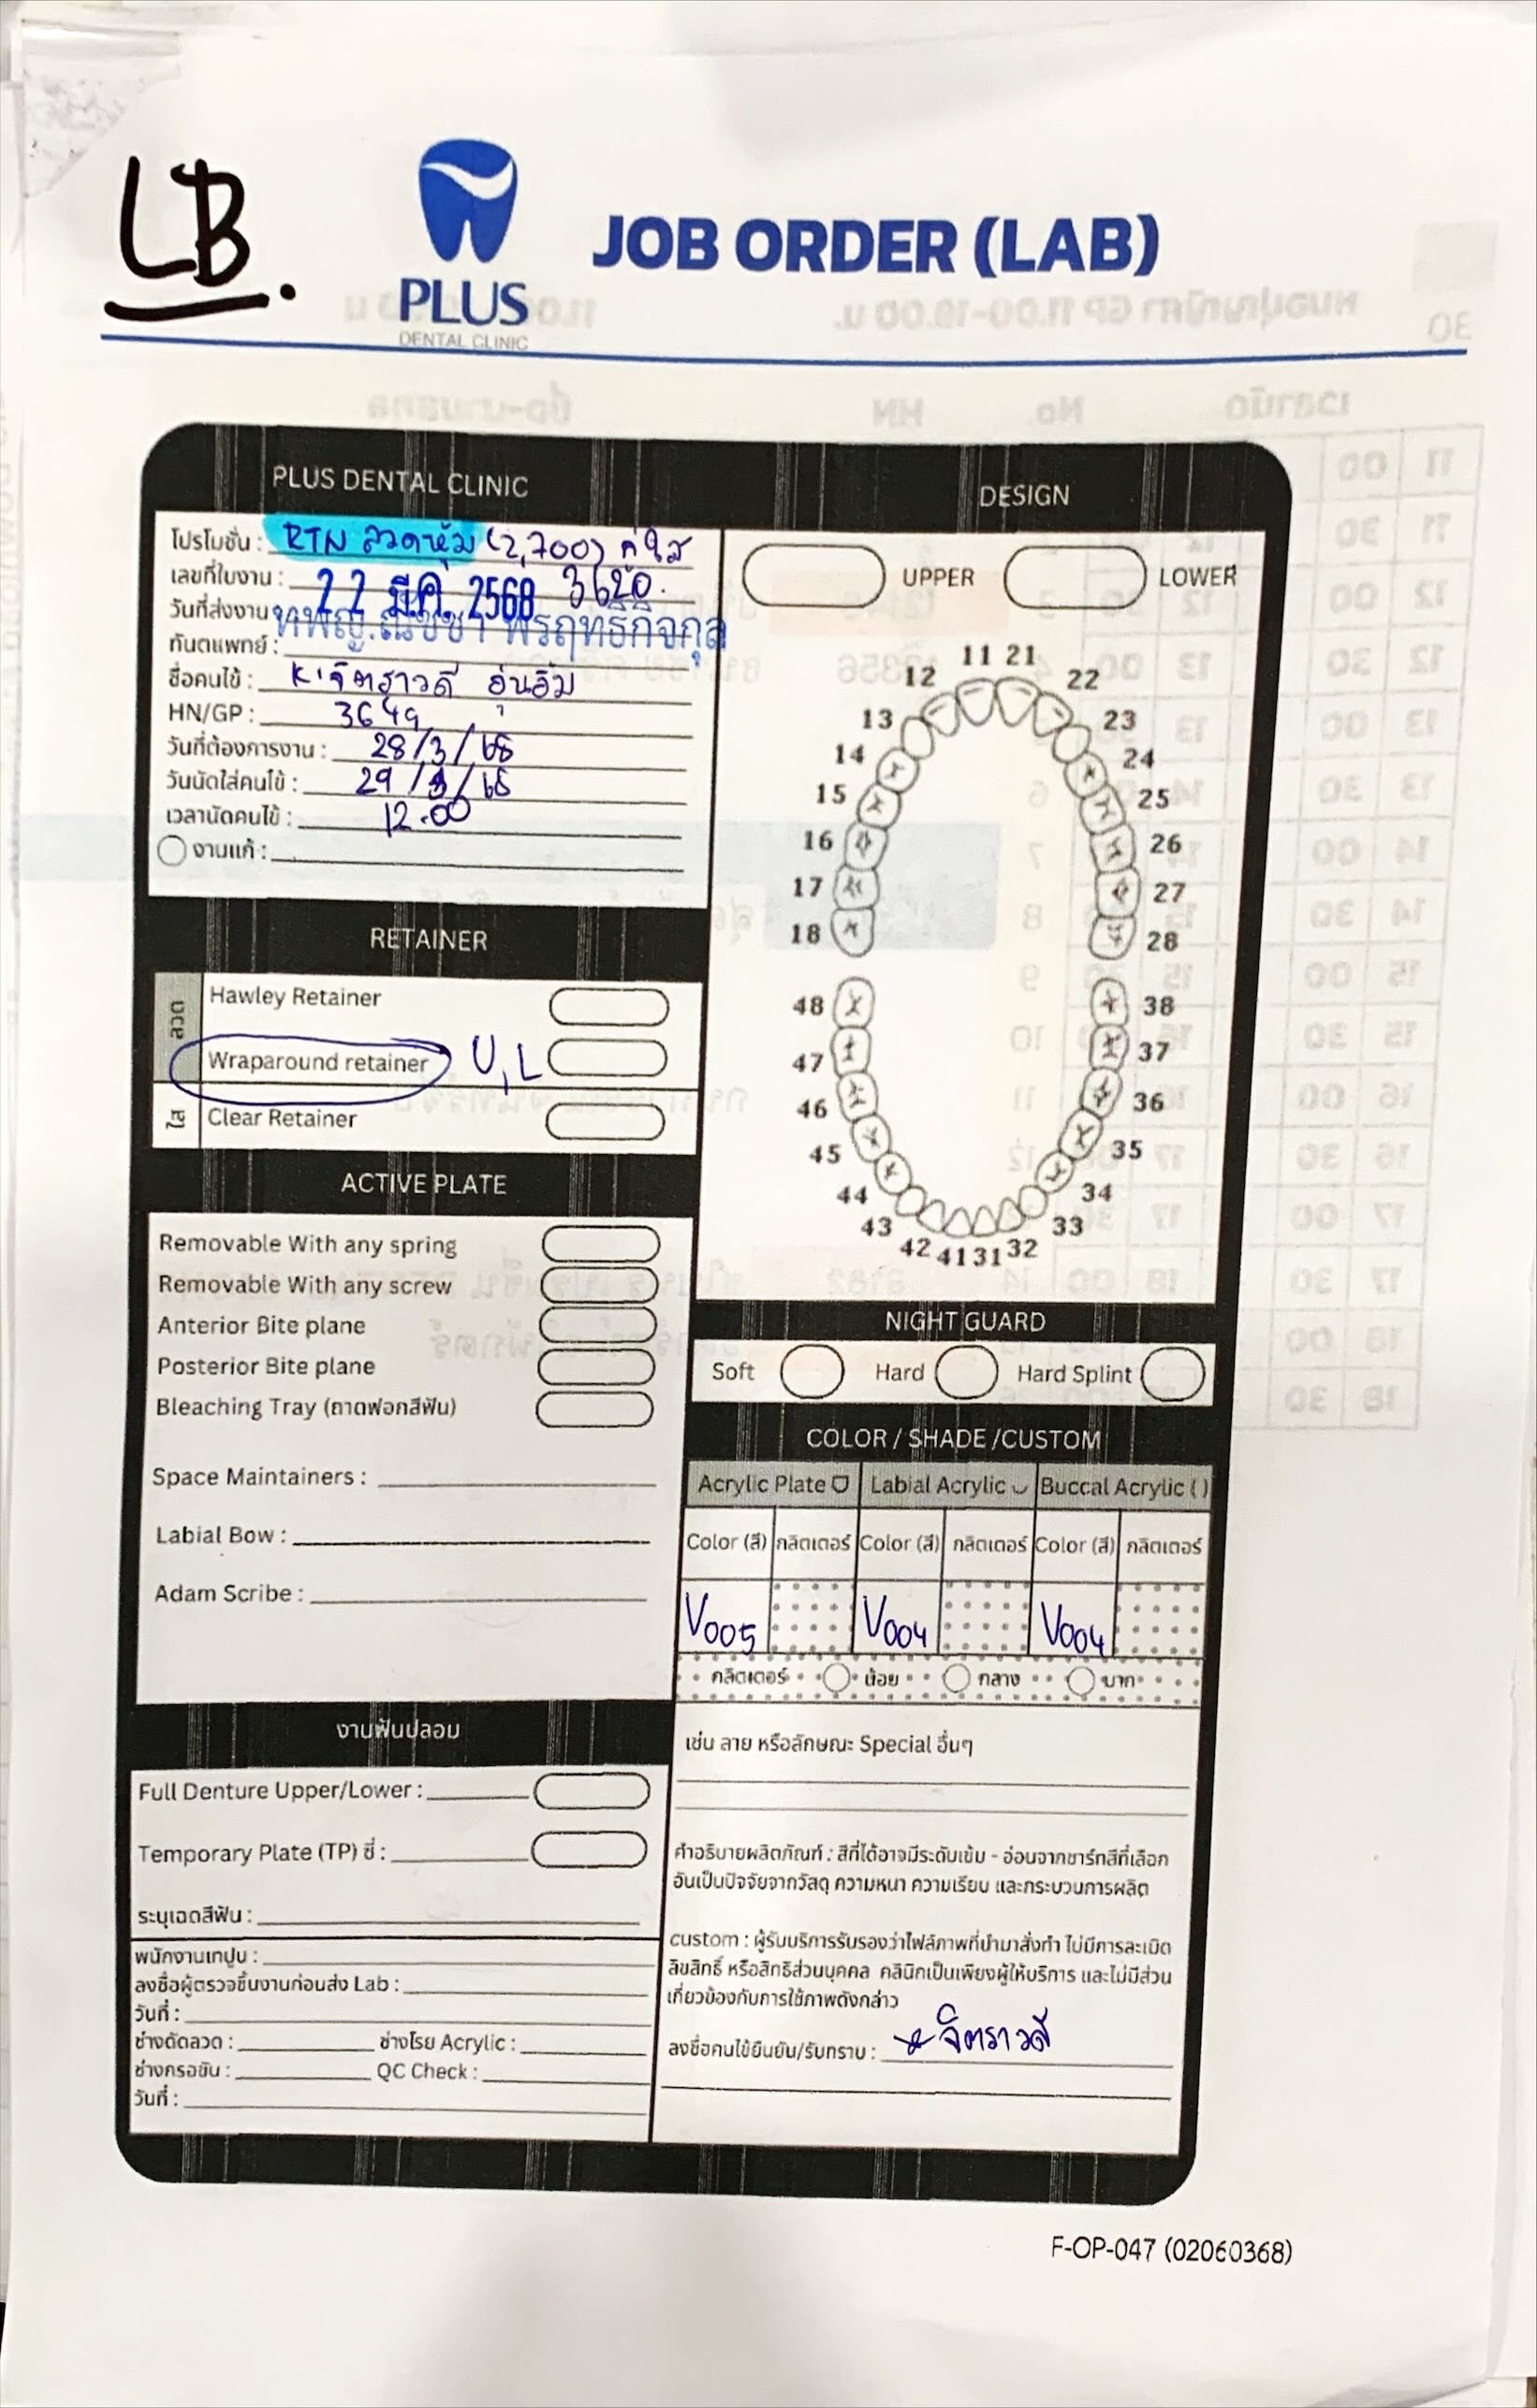 LB.
PLUS
DENTAL CLINIC
JOB ORDER (LAB)
PLUS DENTAL CLINIC
โปรโมชั่น : RTN ลวดหุ้ม (2,700) คู่ใส
เลขที่ใบงาน : 3620.
วันที่ส่งงาน 22 มี.ค. 2568
ทันตแพทย์ : ทพญ.ณัชชา พรฤทธิ์กิจกุล
ชื่อคนไข้ : K.จิตราวดี อุ่นอิ่ม
HN/GP : 3649
วันที่ต้องการงาน : 28/3/68
วันนัดใส่คนไข้ : 29/3/68
เวลานัดคนไข้ : 12.00
งานแก้ :
RETAINER
ลวด
Hawley Retainer
Wraparound retainer U, L
ใส
Clear Retainer
ACTIVE PLATE
Removable With any spring
Removable With any screw
Anterior Bite plane
Posterior Bite plane
Bleaching Tray (ถาดฟอกสีฟัน)
Space Maintainers :
Labial Bow :
Adam Scribe :
งานฟันปลอม
Full Denture Upper/Lower :
Temporary Plate (TP) ซี่ :
ระบุเฉดสีฟัน :
พนักงานเทปูน :
ลงชื่อผู้ตรวจชิ้นงานก่อนส่ง Lab :
วันที่ :
ช่างดัดลวด : ช่างโรย Acrylic :
ช่างกรอขัน : QC Check :
วันที่ :
DESIGN
UPPER LOWER
11 21
12 22
13 23
14 24
15 25
16 26
17 27
18 28
48 38
47 37
46 36
45 35
44 34
43 33
42 41 31 32
NIGHT GUARD
Soft Hard Hard Splint
COLOR / SHADE /CUSTOM
Acrylic Plate Labial Acrylic Buccal Acrylic ( )
Color (สี) กลิตเตอร์ Color (สี) กลิตเตอร์ Color (สี) กลิตเตอร์
V005 V004 V004
กลิตเตอร์ น้อย กลาง มาก
เช่น ลาย หรือลักษณะ Special อื่นๆ
คำอธิบายผลิตภัณฑ์ : สีที่ได้อาจมีระดับเข้ม - อ่อนจากชาร์ทสีที่เลือก
อันเป็นปัจจัยจากวัสดุ ความหนา ความเรียบ และกระบวนการผลิต
custom : ผู้รับบริการรับรองว่าไฟล์ภาพที่นำมาสั่งทำ ไม่มีการละเมิด
ลิขสิทธิ์ หรือสิทธิส่วนบุคคล คลินิกเป็นเพียงผู้ให้บริการ และไม่มีส่วน
เกี่ยวข้องกับการใช้ภาพดังกล่าว
ลงชื่อคนไข้ยืนยัน/รับทราบ : จิตราวดี
F-OP-047 (02060368)